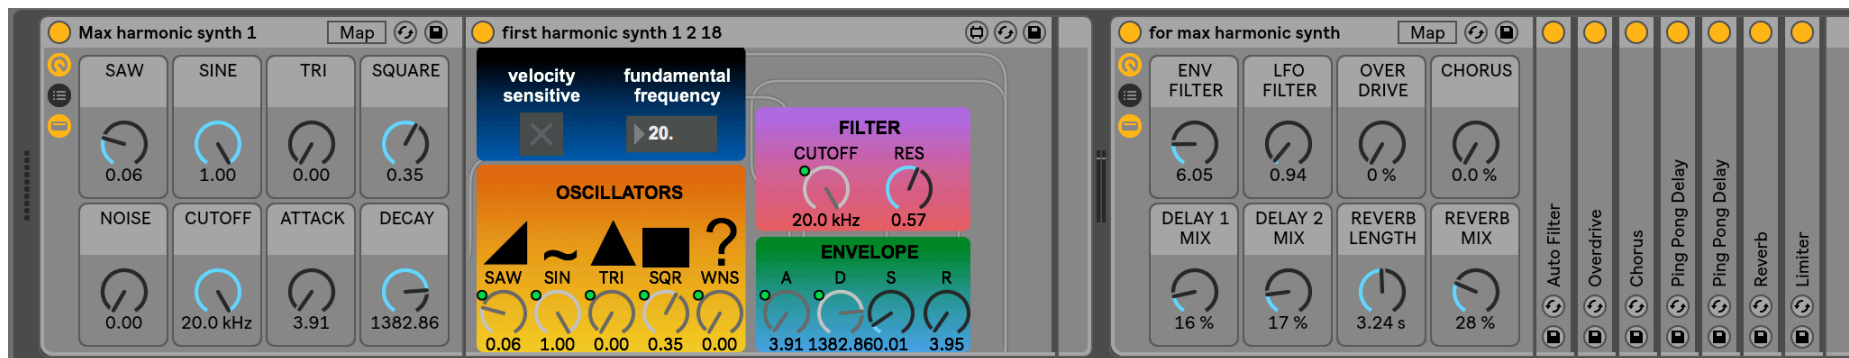 Max harmonic synth 1
Map
SAW SINE TRI SQUARE
0.06 1.00 0.00 0.35
NOISE CUTOFF ATTACK DECAY
0.00 20.0 kHz 3.91 1382.86
first harmonic synth 1 2 18
velocity sensitive
fundamental frequency
20.
OSCILLATORS
~ ?
SAW SIN TRI SQR WNS
0.06 1.00 0.00 0.35 0.00
FILTER
CUTOFF RES
20.0 kHz 0.57
ENVELOPE
A D S R
3.91 1382.86 0.01 3.95
for max harmonic synth
Map
ENV FILTER
LFO FILTER
OVER DRIVE
CHORUS
6.05 0.94 0 % 0.0 %
DELAY 1 MIX
DELAY 2 MIX
REVERB LENGTH
REVERB MIX
16 % 17 % 3.24 s 28 %
Auto Filter
Overdrive
Chorus
Ping Pong Delay
Ping Pong Delay
Reverb
Limiter